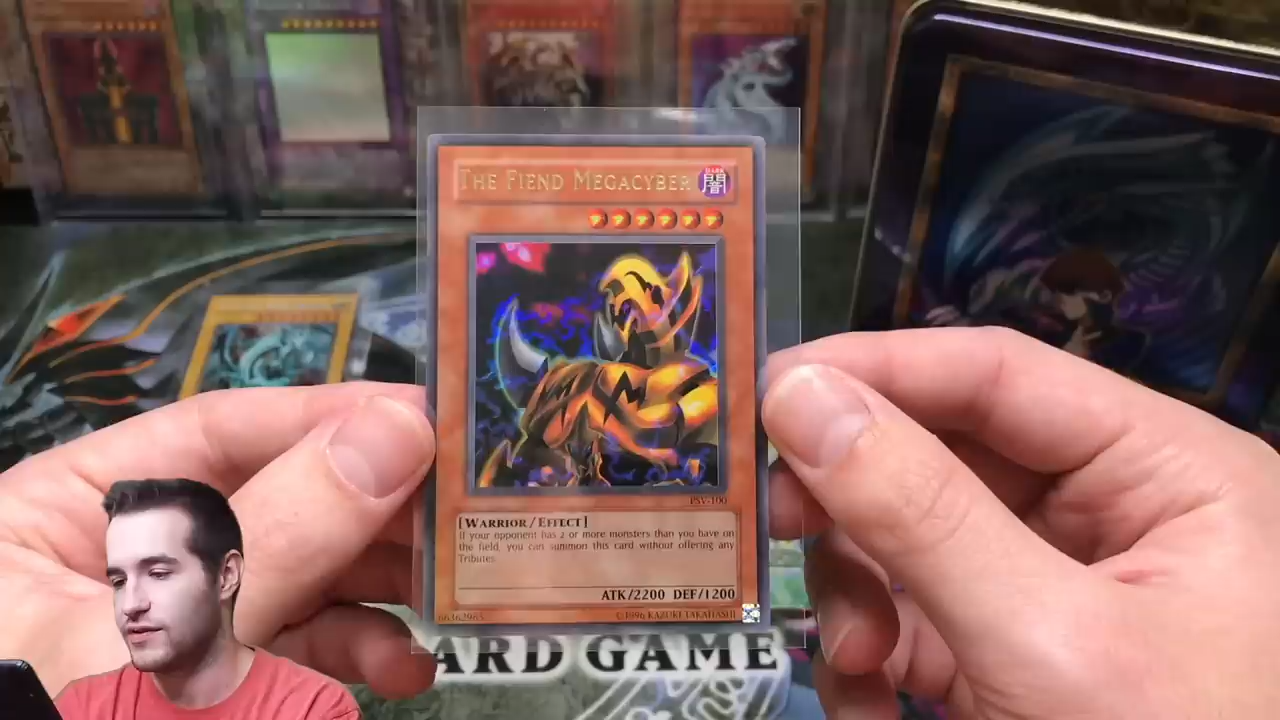 THE FIEND MEGACYBER
DARK
闇
PSV-100
[WARRIOR/EFFECT]
If your opponent has 2 or more monsters than you have on
the field, you can summon this card without offering any
Tributes.
ATK/2200 DEF/1200
66362965
©1996 KAZUKI TAKAHASHI
ARD GAME